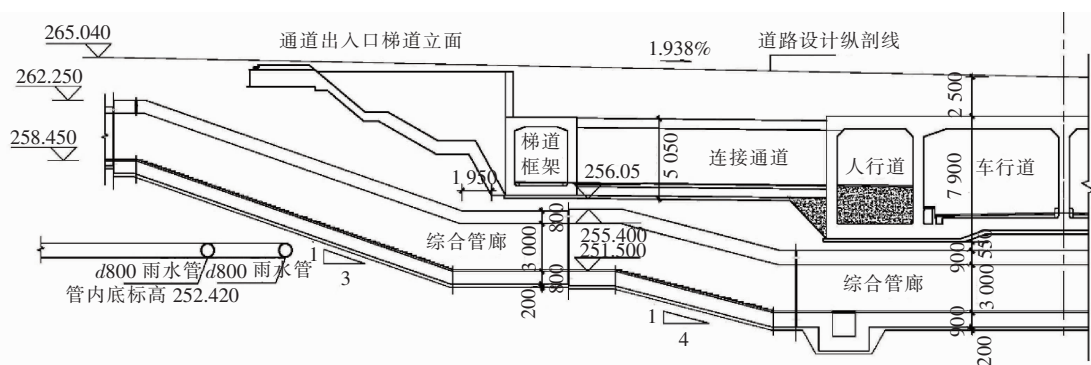 265.040
通道出入口梯道立面
1.938%
道路设计纵剖线
262.250
2 500
258.450
梯道
框架
5 050
连接通道
人行道
7 900
车行道
1 950
256.05
800
255.400
综合管廊
3 000
251.500
900
550
d800 雨水管
d800 雨水管
1
3
800
综合管廊
3 000
管内底标高 252.420
200
1
4
900
200